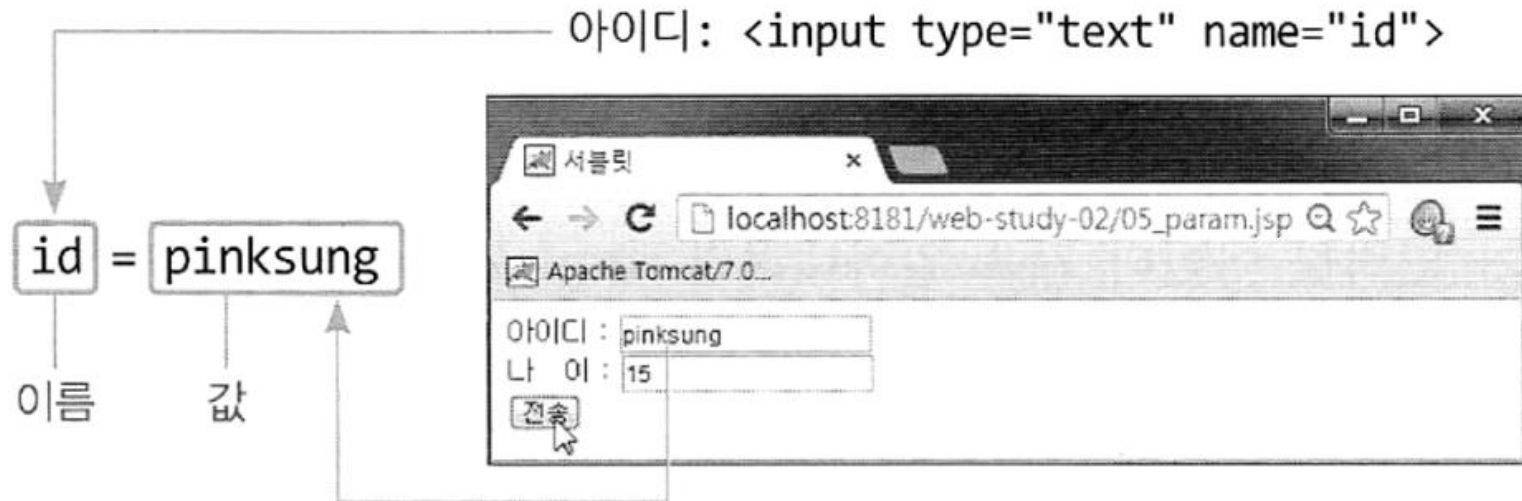 아이디: <input type="text" name="id">
서블릿
localhost:8181/web-study-02/05_param.jsp
Apache Tomcat/7.0...
id = pinksung
이름 값
아이디 : pinksung
나 이 : 15
전송